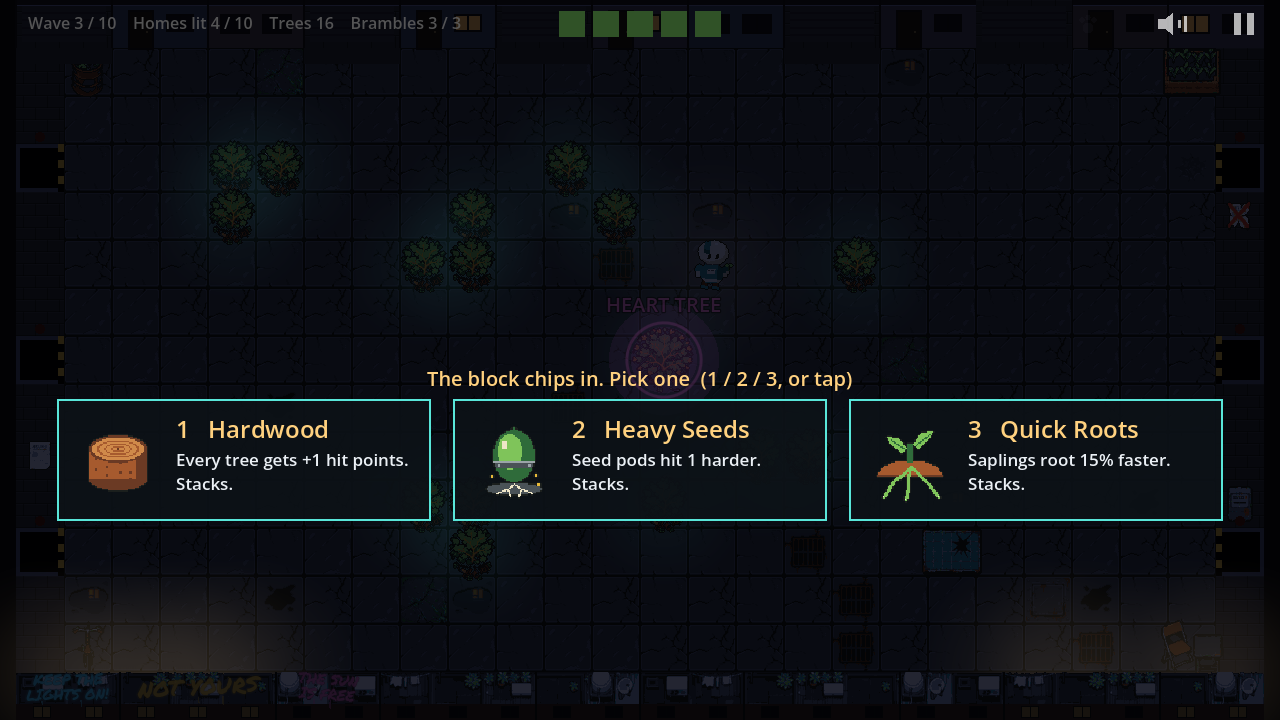 Wave 3 / 10 Homes lit 4 / 10 Trees 16 Brambles 3 / 3
HEART TREE
The block chips in. Pick one (1 / 2 / 3, or tap)
1 Hardwood
Every tree gets +1 hit points.
Stacks.
2 Heavy Seeds
Seed pods hit 1 harder.
Stacks.
3 Quick Roots
Saplings root 15% faster.
Stacks.
LIGHTS ON!
NOT YOURS